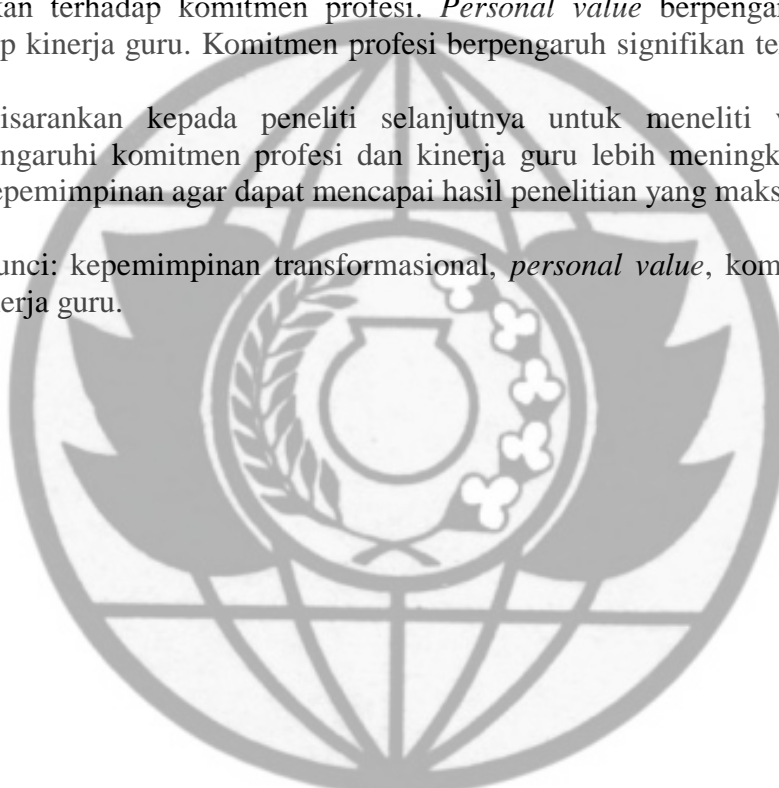 kan terhadap komitmen profesi. Personal value berpengar
p kinerja guru. Komitmen profesi berpengaruh signifikan te
isarankan kepada peneliti selanjutnya untuk meneliti v
ngaruhi komitmen profesi dan kinerja guru lebih meningk
epemimpinan agar dapat mencapai hasil penelitian yang maks
unci: kepemimpinan transformasional, personal value, kom
erja guru.